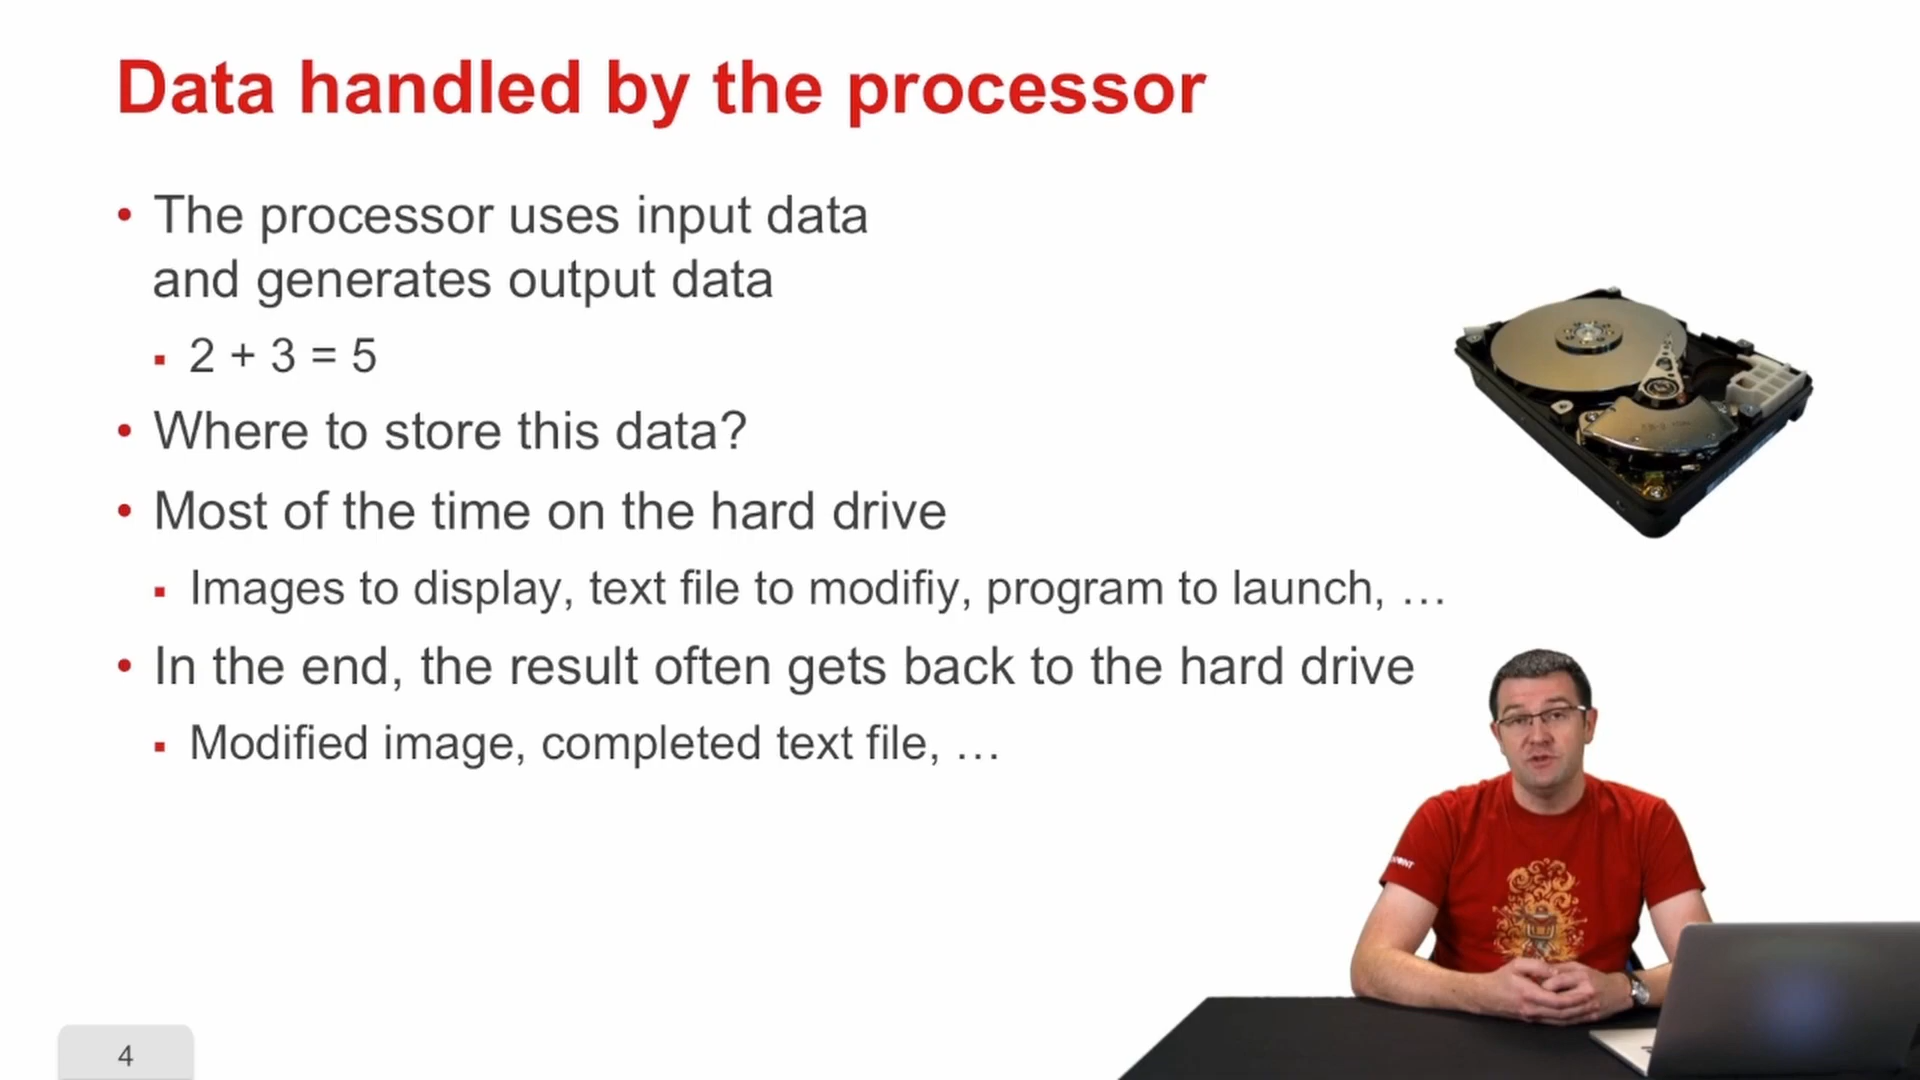 Data handled by the processor
• The processor uses input data
and generates output data
▪ 2 + 3 = 5
• Where to store this data?
• Most of the time on the hard drive
▪ Images to display, text file to modifiy, program to launch, …
• In the end, the result often gets back to the hard drive
▪ Modified image, completed text file, …
4